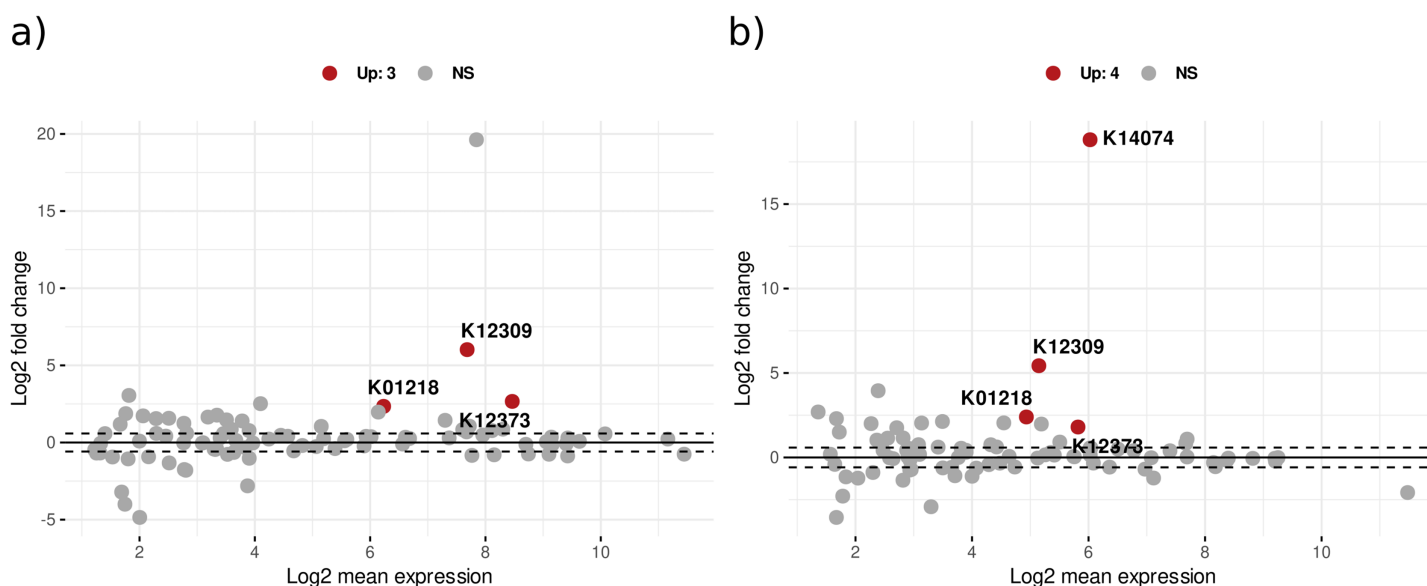 a)
Up: 3 NS
20
15
10
5
0
-5
Log2 fold change
K12309
K01218
K12373
2 4 6 8 10
Log2 mean expression
b)
Up: 4 NS
15
10
5
0
Log2 fold change
K14074
K12309
K01218
K12373
2 4 6 8 10
Log2 mean expression